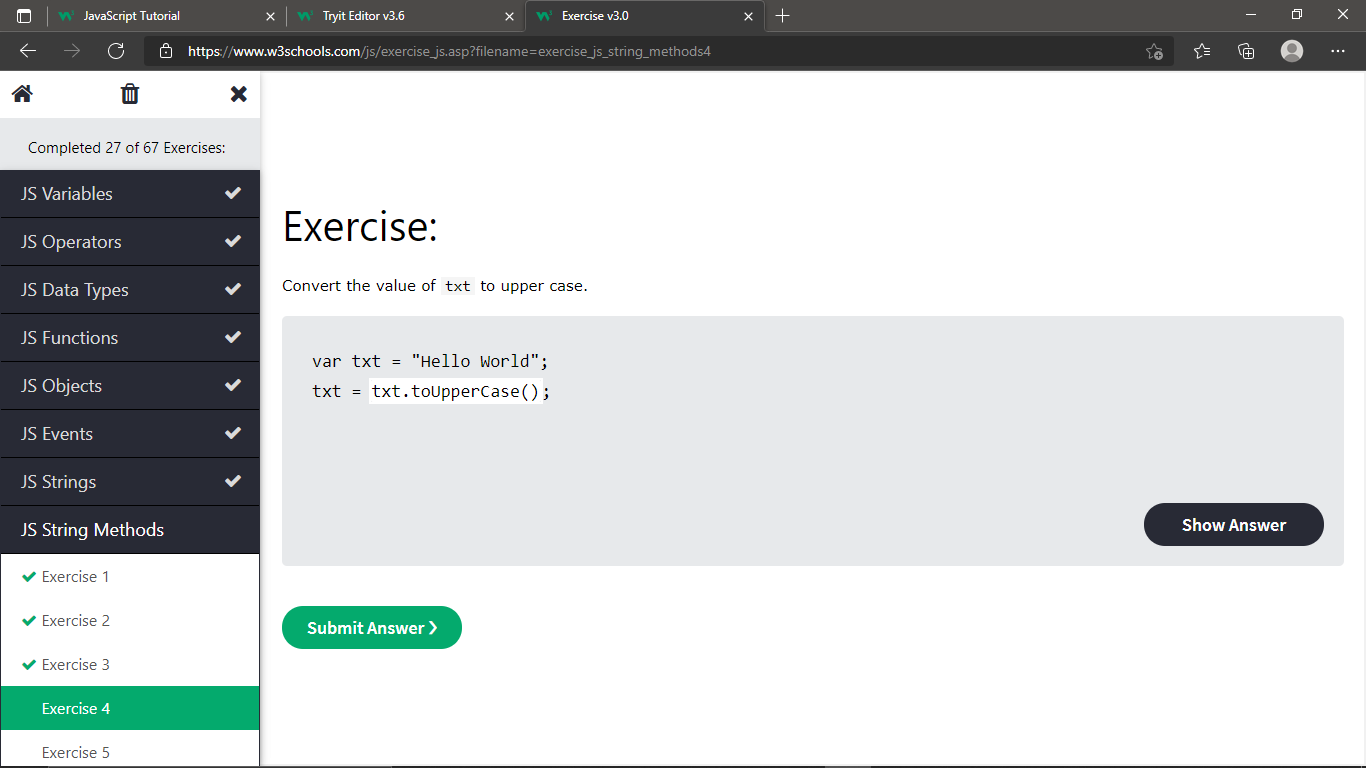 JavaScript Tutorial
Tryit Editor v3.6
Exercise v3.0
https://www.w3schools.com/js/exercise_js.asp?filename=exercise_js_string_methods4
Completed 27 of 67 Exercises:
JS Variables
JS Operators
JS Data Types
JS Functions
JS Objects
JS Events
JS Strings
JS String Methods
Exercise 1
Exercise 2
Exercise 3
Exercise 4
Exercise 5
Exercise:
Convert the value of txt to upper case.
var txt = "Hello World";
txt = txt.toUpperCase();
Show Answer
Submit Answer ❯